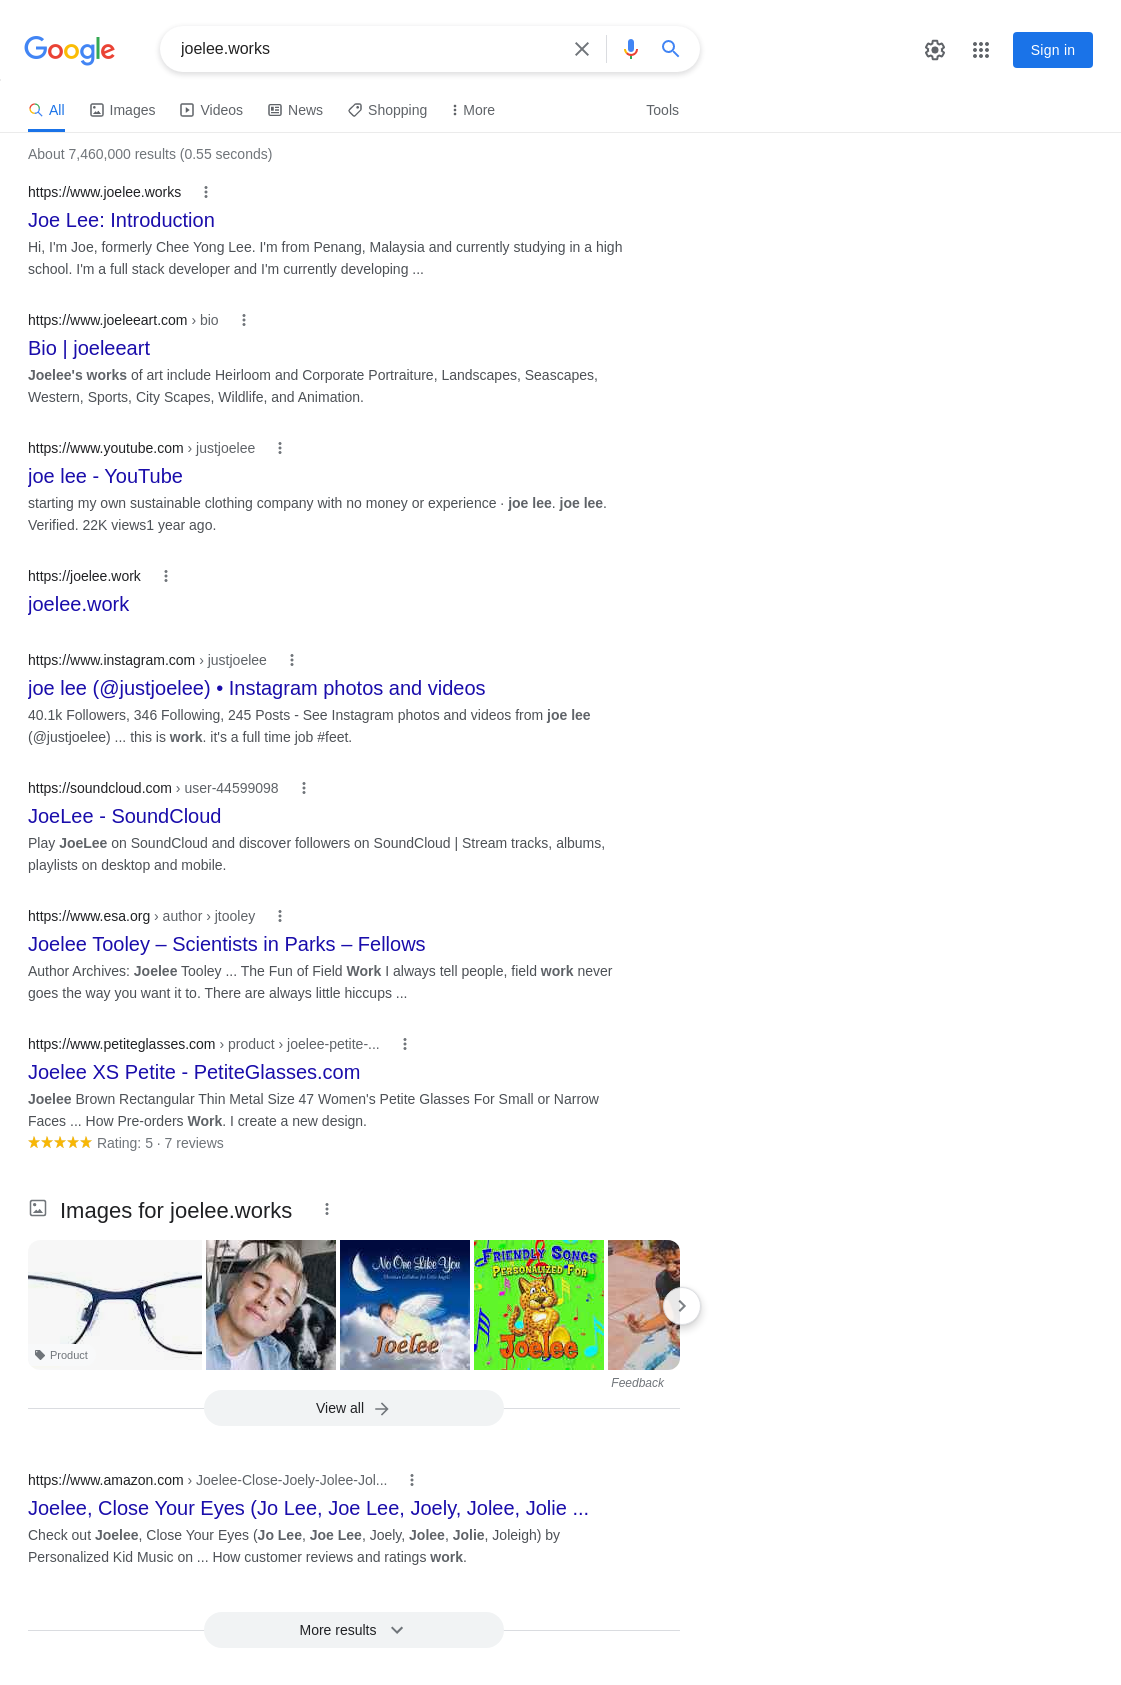 Google
joelee.works
Sign in
All
Images
Videos
News
Shopping
More
Tools
About 7,460,000 results (0.55 seconds)
https://www.joelee.works
Joe Lee: Introduction
Hi, I'm Joe, formerly Chee Yong Lee. I'm from Penang, Malaysia and currently studying in a high
school. I'm a full stack developer and I'm currently developing ...
https://www.joeleeart.com › bio
Bio | joeleeart
Joelee's works of art include Heirloom and Corporate Portraiture, Landscapes, Seascapes,
Western, Sports, City Scapes, Wildlife, and Animation.
https://www.youtube.com › justjoelee
joe lee - YouTube
starting my own sustainable clothing company with no money or experience · joe lee. joe lee.
Verified. 22K views1 year ago.
https://joelee.work
joelee.work
https://www.instagram.com › justjoelee
joe lee (@justjoelee) • Instagram photos and videos
40.1k Followers, 346 Following, 245 Posts - See Instagram photos and videos from joe lee
(@justjoelee) ... this is work. it's a full time job #feet.
https://soundcloud.com › user-44599098
JoeLee - SoundCloud
Play JoeLee on SoundCloud and discover followers on SoundCloud | Stream tracks, albums,
playlists on desktop and mobile.
https://www.esa.org › author › jtooley
Joelee Tooley – Scientists in Parks – Fellows
Author Archives: Joelee Tooley ... The Fun of Field Work I always tell people, field work never
goes the way you want it to. There are always little hiccups ...
https://www.petiteglasses.com › product › joelee-petite-...
Joelee XS Petite - PetiteGlasses.com
Joelee Brown Rectangular Thin Metal Size 47 Women's Petite Glasses For Small or Narrow
Faces ... How Pre-orders Work. I create a new design.
Rating: 5 · 7 reviews
Images for joelee.works
Product
No One Like You
Christian Lullabies for Little Angels
Joelee
FRIENDLY SONGS
PERSONALIZED FOR
Joelee
Feedback
View all
https://www.amazon.com › Joelee-Close-Joely-Jolee-Jol...
Joelee, Close Your Eyes (Jo Lee, Joe Lee, Joely, Jolee, Jolie ...
Check out Joelee, Close Your Eyes (Jo Lee, Joe Lee, Joely, Jolee, Jolie, Joleigh) by
Personalized Kid Music on ... How customer reviews and ratings work.
More results